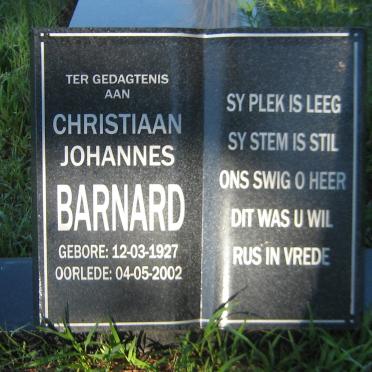 TER GEDAGTENIS
AAN
CHRISTIAAN
JOHANNES
BARNARD
GEBORE: 12-03-1927
OORLEDE: 04-05-2002
SY PLEK IS LEEG
SY STEM IS STIL
ONS SWIG O HEER
DIT WAS U WIL
RUS IN VREDE